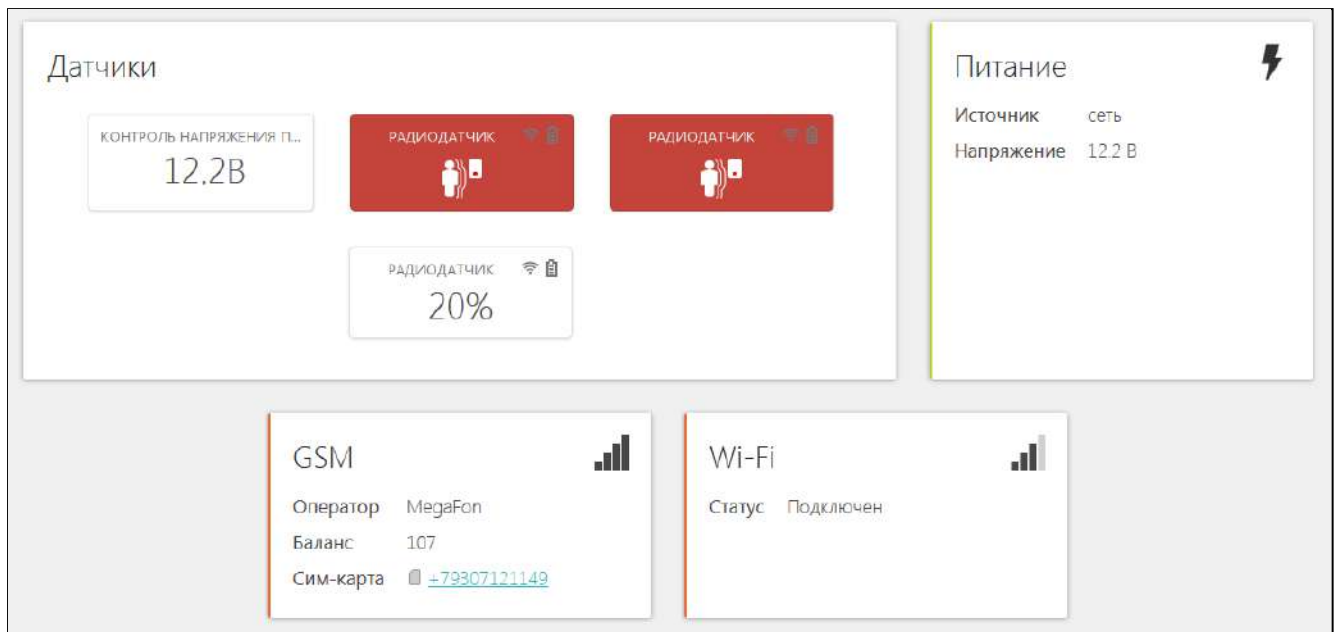 Датчики
КОНТРОЛЬ НАПРЯЖЕНИЯ П...
12,2В
РАДИОДАТЧИК
РАДИОДАТЧИК
РАДИОДАТЧИК
20%
Питание
Источник сеть
Напряжение 12.2 В
GSM
Оператор MegaFon
Баланс 107
Сим-карта +79307121149
Wi-Fi
Статус Подключен